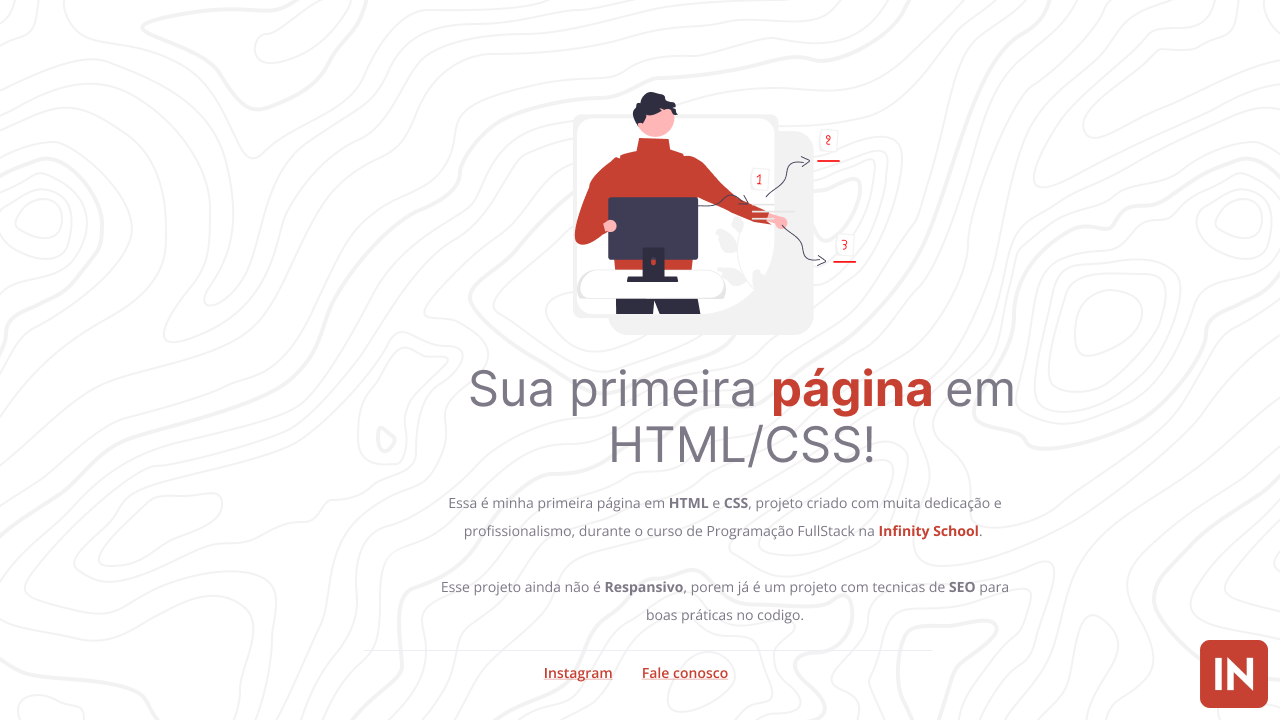 2
1
3
Sua primeira página em
HTML/CSS!
Essa é minha primeira página em HTML e CSS, projeto criado com muita dedicação e
profissionalismo, durante o curso de Programação FullStack na Infinity School.
Esse projeto ainda não é Respansivo, porem já é um projeto com tecnicas de SEO para
boas práticas no codigo.
Instagram Fale conosco
IN